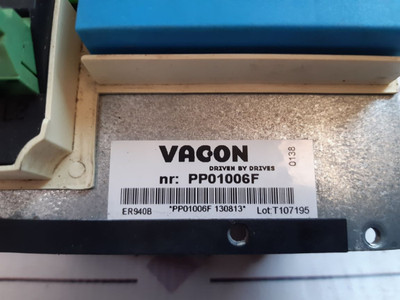 VACON
DRIVEN BY DRIVES
0138
nr: PP01006F
ER940B
*PP01006F 130813*
Lot:T107195